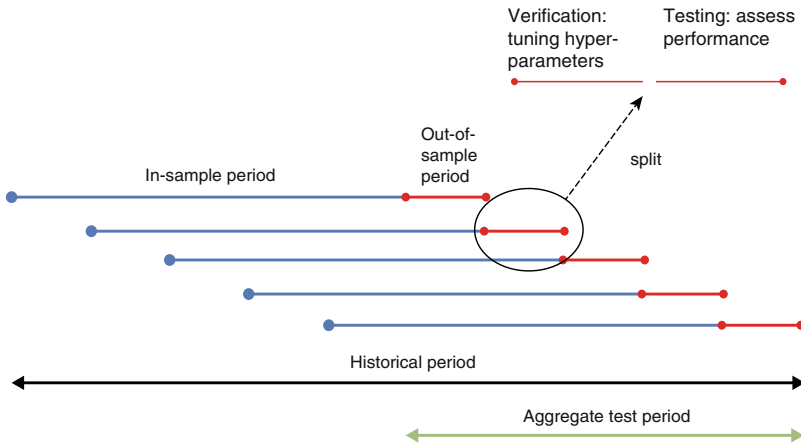 Verification:
tuning hyper-
parameters
Testing: assess
performance
Out-of-
sample
period
split
In-sample period
Historical period
Aggregate test period